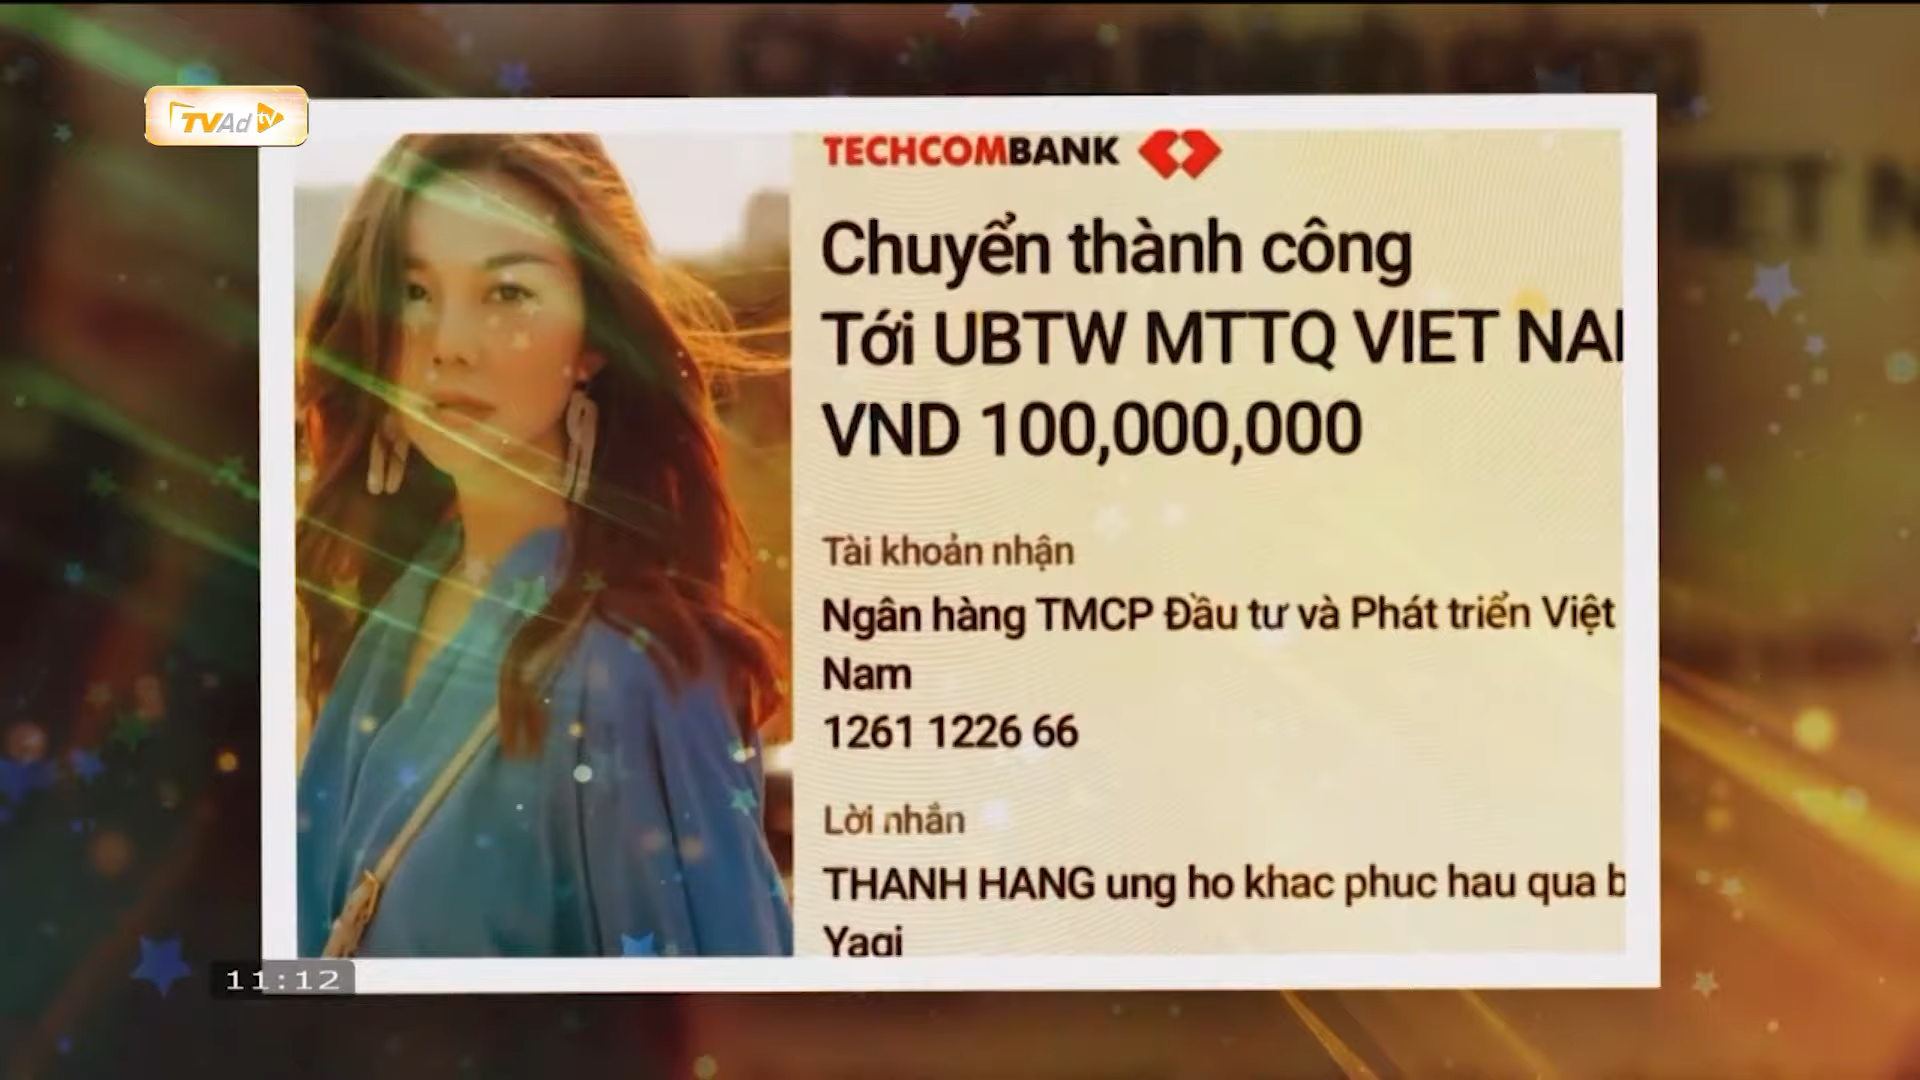 TVAd tv
TECHCOMBANK
Chuyển thành công
Tới UBTW MTTQ VIET
VND 100,000,000
Tài khoản nhận
Ngân hàng TMCP Đầu tư và Phát triển Việt
Nam
1261 1226 66
Lời nhắn
THANH HANG ung ho khac phuc hau qua
Yagi
11:12